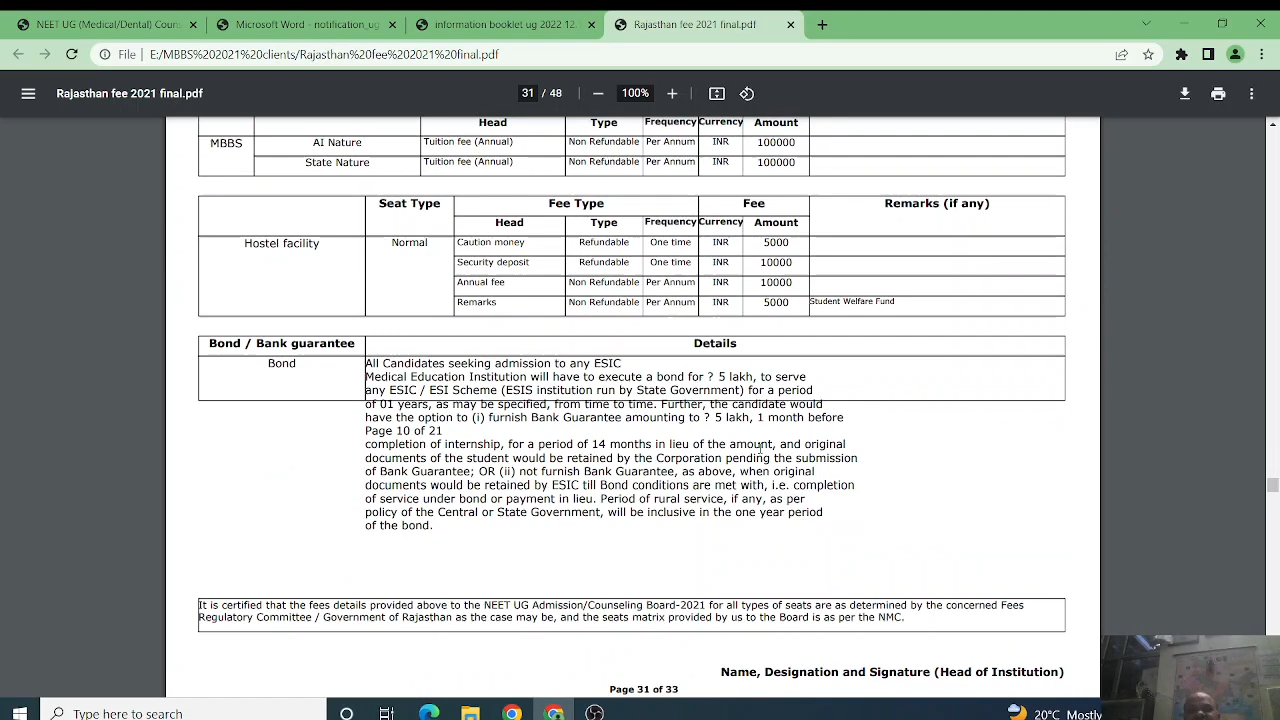 NEET UG (Medical/Dental) Coun
Microsoft Word - notification_ug
information booklet ug 2022 12.
Rajasthan fee 2021 final.pdf
File E:/MBBS%202021%20clients/Rajasthan%20fee%202021%20final.pdf
Rajasthan fee 2021 final.pdf 31 / 48 100%
Head Type Frequency Currency Amount
MBBS AI Nature Tuition fee (Annual) Non Refundable Per Annum INR 100000
State Nature Tuition fee (Annual) Non Refundable Per Annum INR 100000
Seat Type Fee Type Fee Remarks (if any)
Head Type Frequency Currency Amount
Hostel facility Normal Caution money Refundable One time INR 5000
Security deposit Refundable One time INR 10000
Annual fee Non Refundable Per Annum INR 10000
Remarks Non Refundable Per Annum INR 5000 Student Welfare Fund
Bond / Bank guarantee Details
Bond All Candidates seeking admission to any ESIC
Medical Education Institution will have to execute a bond for ? 5 lakh, to serve
any ESIC / ESI Scheme (ESIS institution run by State Government) for a period
of 01 years, as may be specified, from time to time. Further, the candidate would
have the option to (i) furnish Bank Guarantee amounting to ? 5 lakh, 1 month before
Page 10 of 21
completion of internship, for a period of 14 months in lieu of the amount, and original
documents of the student would be retained by the Corporation pending the submission
of Bank Guarantee; OR (ii) not furnish Bank Guarantee, as above, when original
documents would be retained by ESIC till Bond conditions are met with, i.e. completion
of service under bond or payment in lieu. Period of rural service, if any, as per
policy of the Central or State Government, will be inclusive in the one year period
of the bond.
It is certified that the fees details provided above to the NEET UG Admission/Counseling Board-2021 for all types of seats are as determined by the concerned Fees
Regulatory Committee / Government of Rajasthan as the case may be, and the seats matrix provided by us to the Board is as per the NMC.
Name, Designation and Signature (Head of Institution)
Page 31 of 33
Type here to search
20°C Mostly